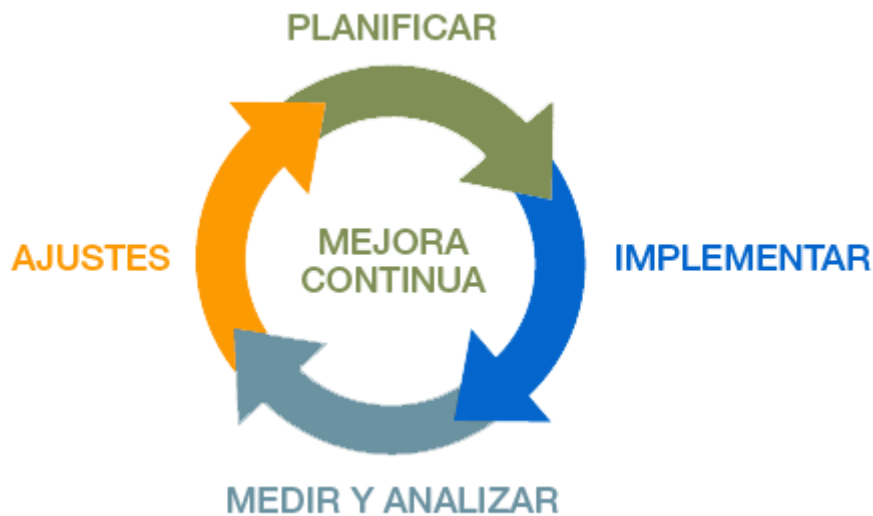 PLANIFICAR
AJUSTES
MEJORA
CONTINUA
IMPLEMENTAR
MEDIR Y ANALIZAR